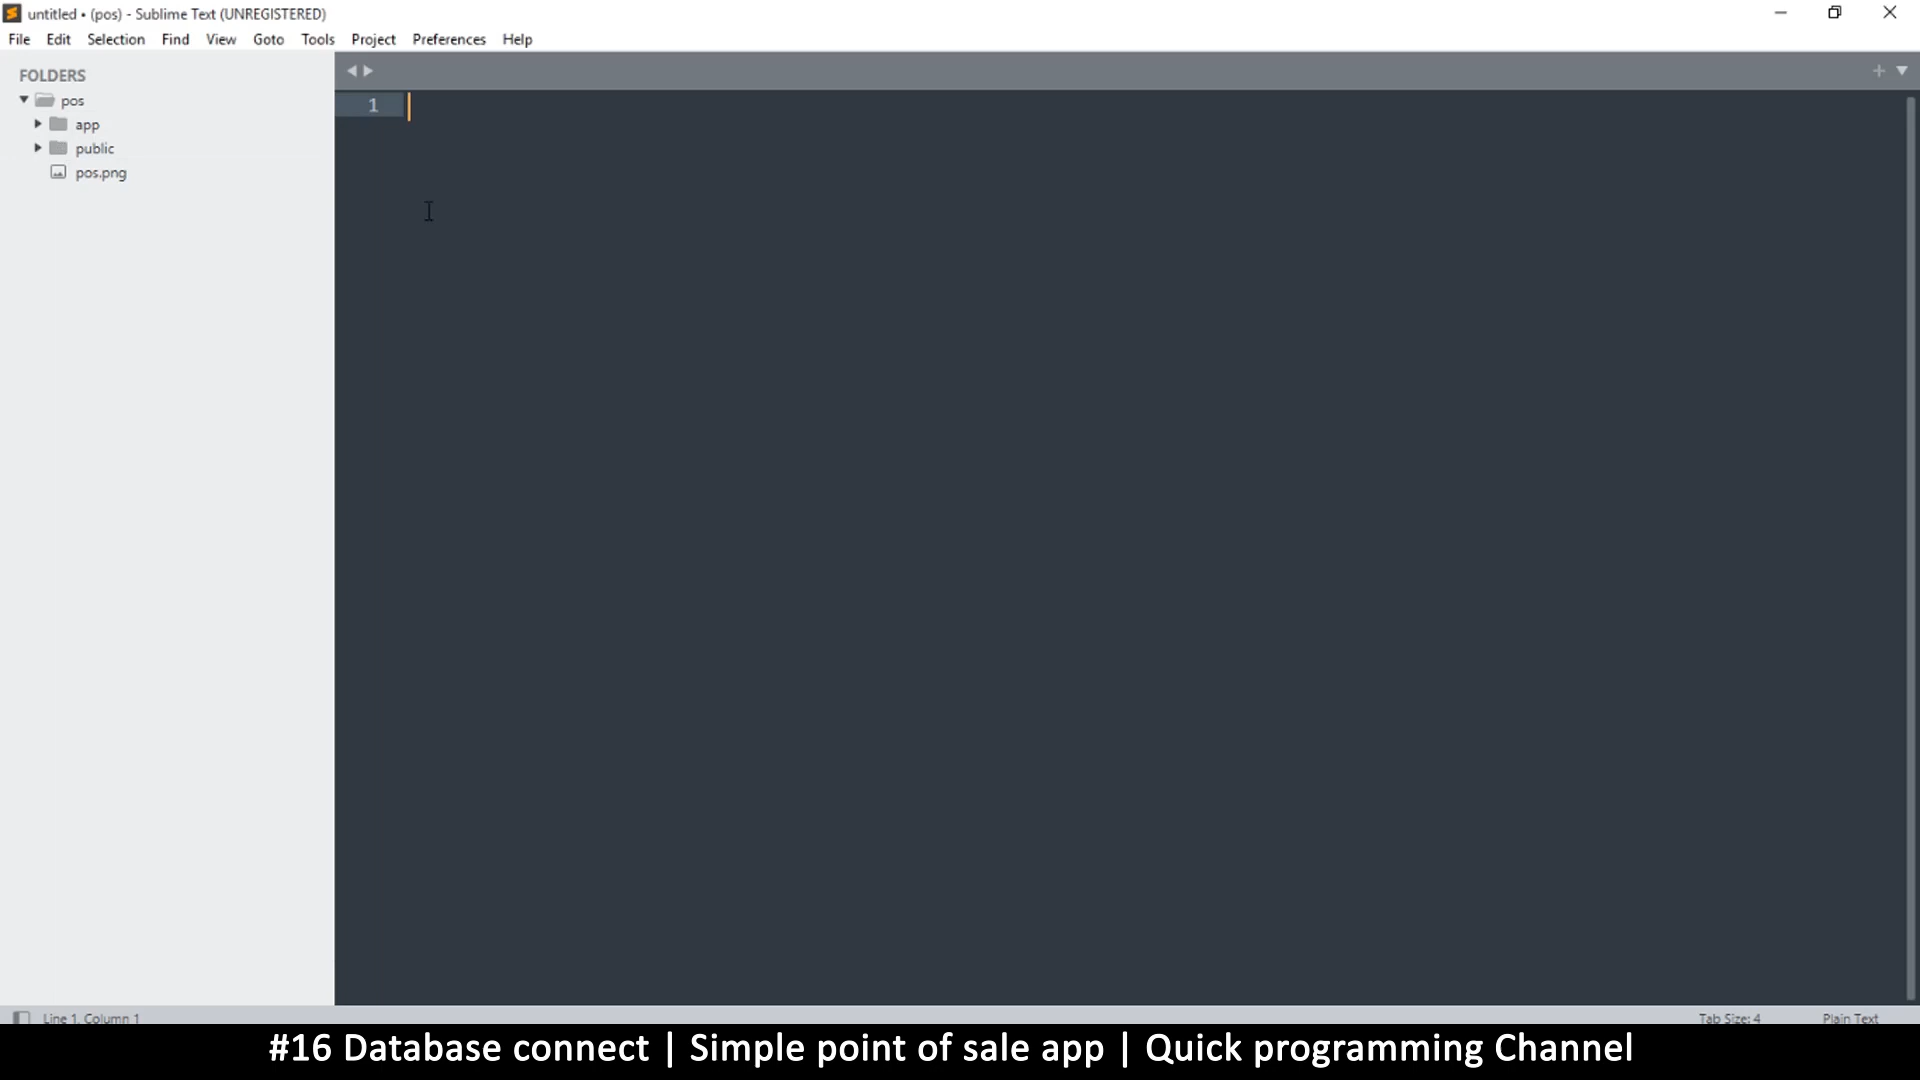 untitled • (pos) - Sublime Text (UNREGISTERED)
File Edit Selection Find View Goto Tools Project Preferences Help
FOLDERS
pos
app
public
pos.png
1
Line 1, Column 1
Tab Size: 4
Plain Text
#16 Database connect | Simple point of sale app | Quick programming Channel